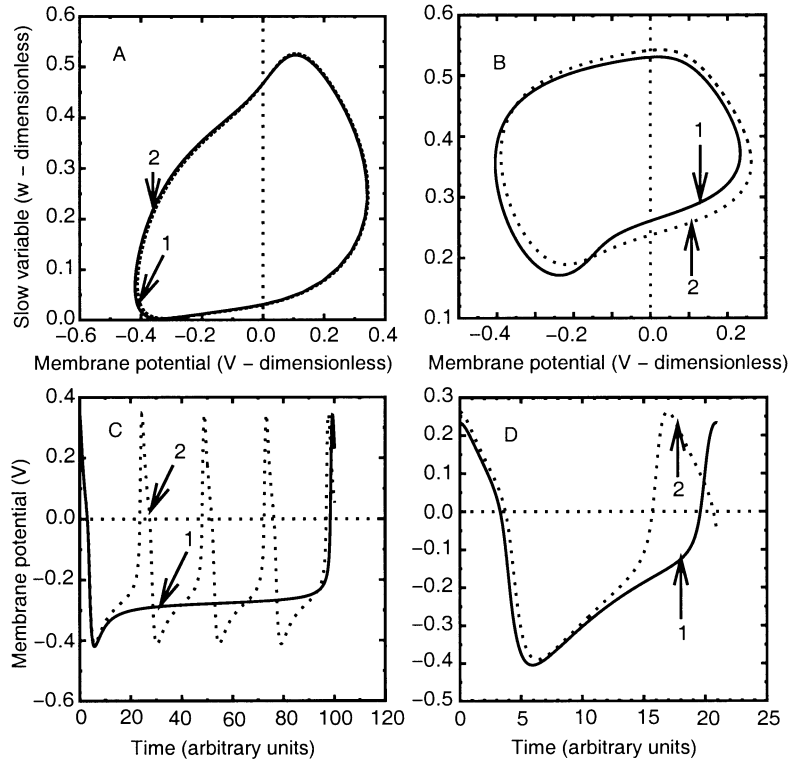 0.6
0.5
0.4
0.3
0.2
0.1
0.0
Slow variable (w – dimensionless)
A
2
1
−0.6 −0.4 −0.2 0.0 0.2 0.4
Membrane potential (V – dimensionless)
0.6
0.5
0.4
0.3
0.2
0.1
B
1
2
−0.4 −0.2 0.0 0.2
Membrane potential (V – dimensionless)
0.4
0.2
0.0
−0.2
−0.4
−0.6
Membrane potential (V)
C
2
1
0 20 40 60 80 100 120
Time (arbitrary units)
0.3
0.2
0.1
0.0
−0.1
−0.2
−0.3
−0.4
−0.5
D
2
1
0 5 10 15 20 25
Time (arbitrary units)